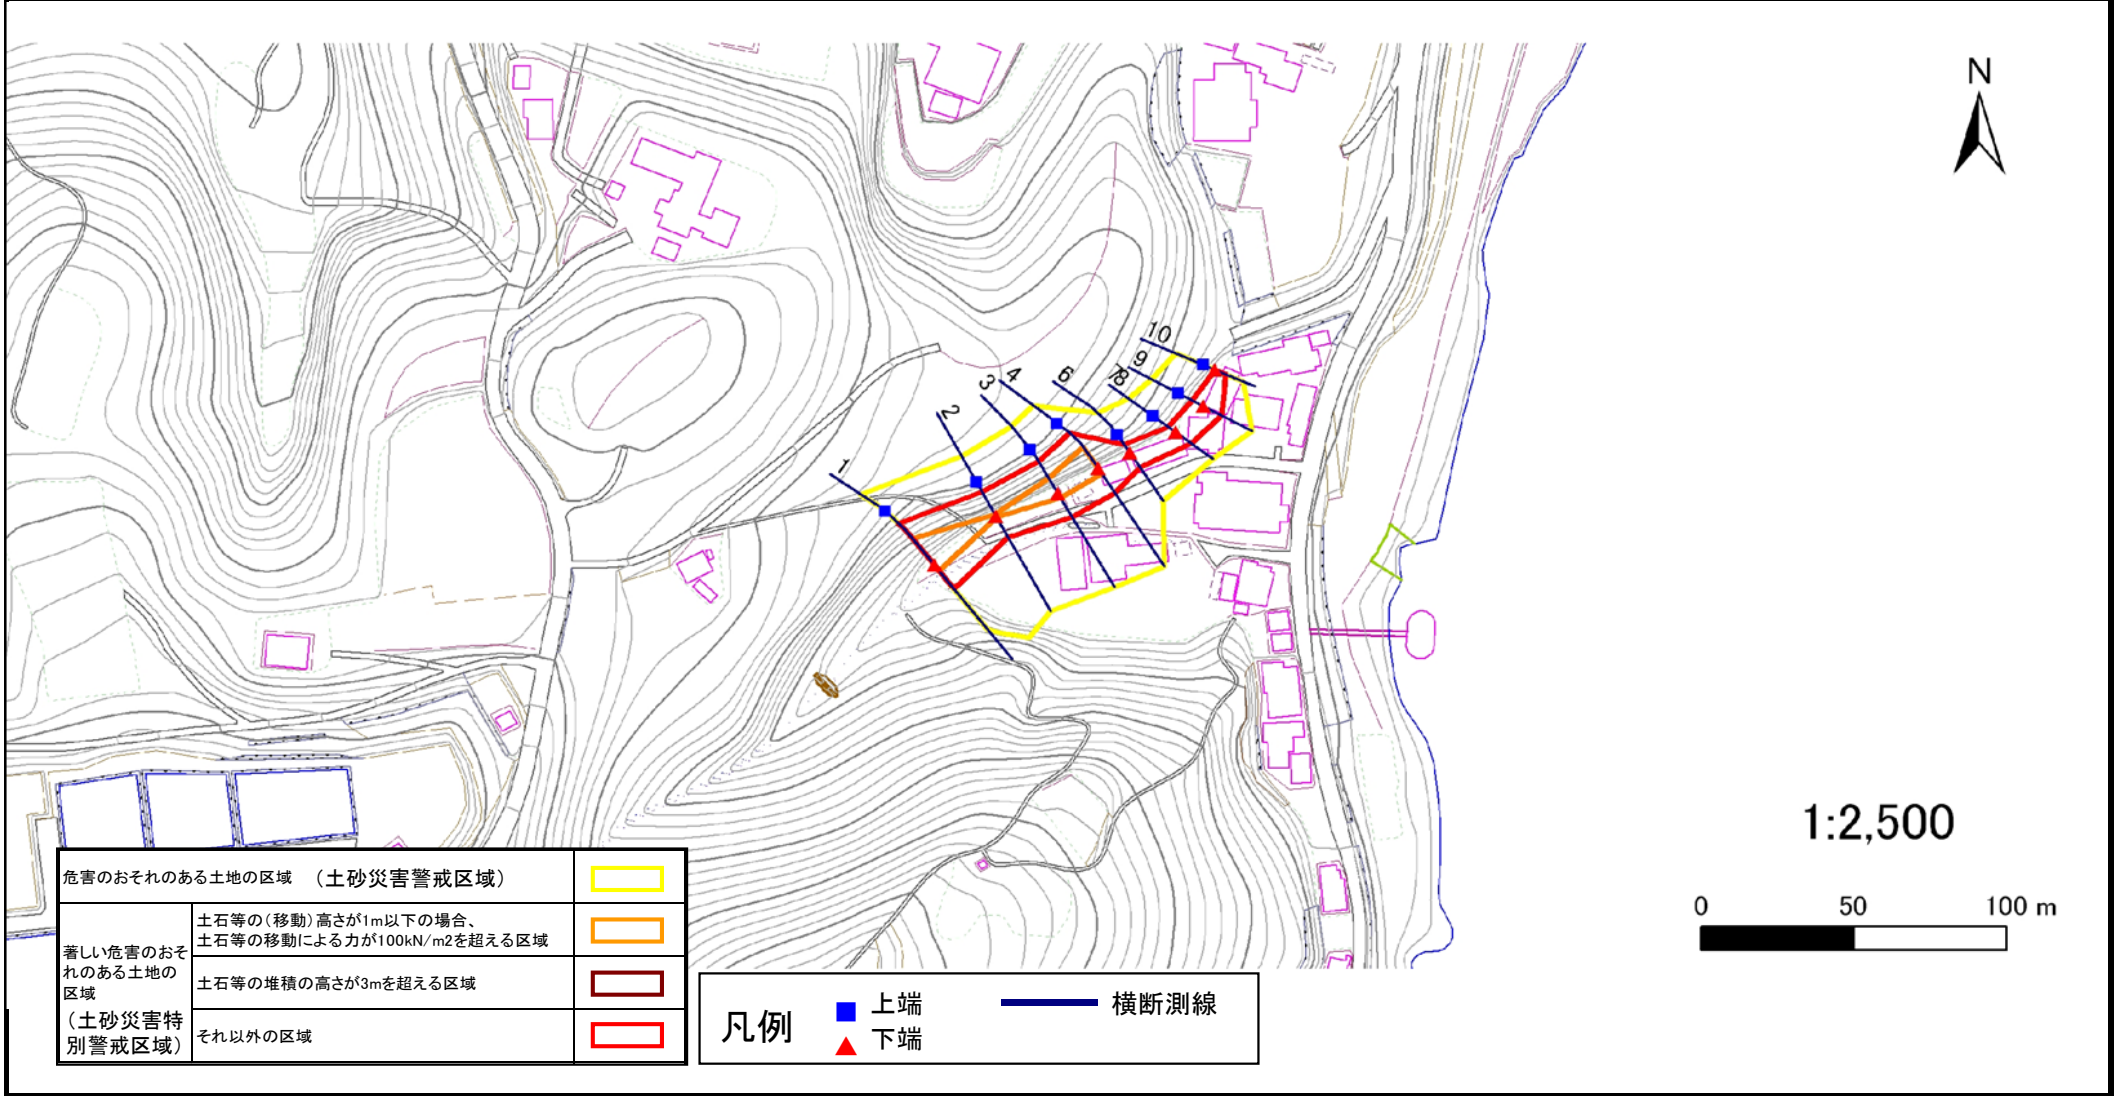 N
10
9
78
6
4
3
2
1
1:2,500
0 50 100 m
危害のおそれのある土地の区域 （土砂災害警戒区域）
著しい危害のおそ
れのある土地の
区域
（土砂災害特
別警戒区域）
土石等の（移動）高さが1m以下の場合、
土石等の移動による力が100kN/m2を超える区域
土石等の堆積の高さが3mを超える区域
それ以外の区域
凡例
上端
下端
横断測線